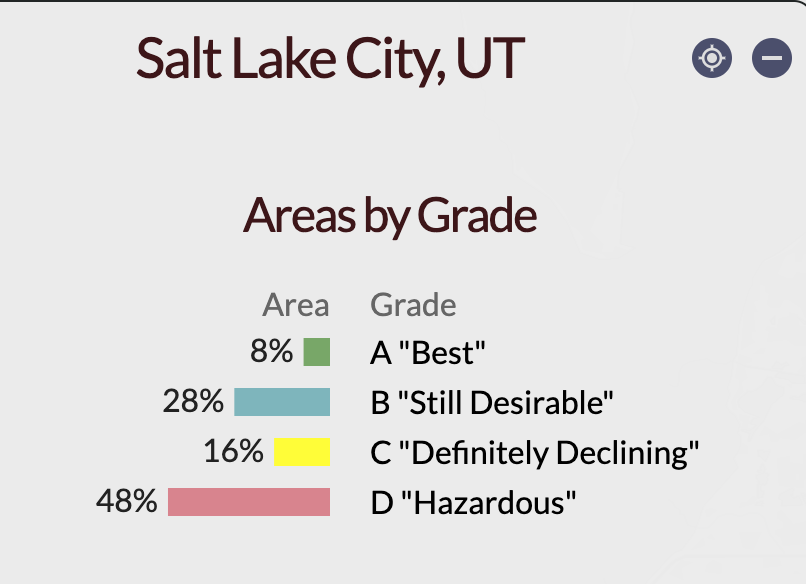 Salt Lake City, UT
Areas by Grade
Area Grade
8% A "Best"
28% B "Still Desirable"
16% C "Definitely Declining"
48% D "Hazardous"